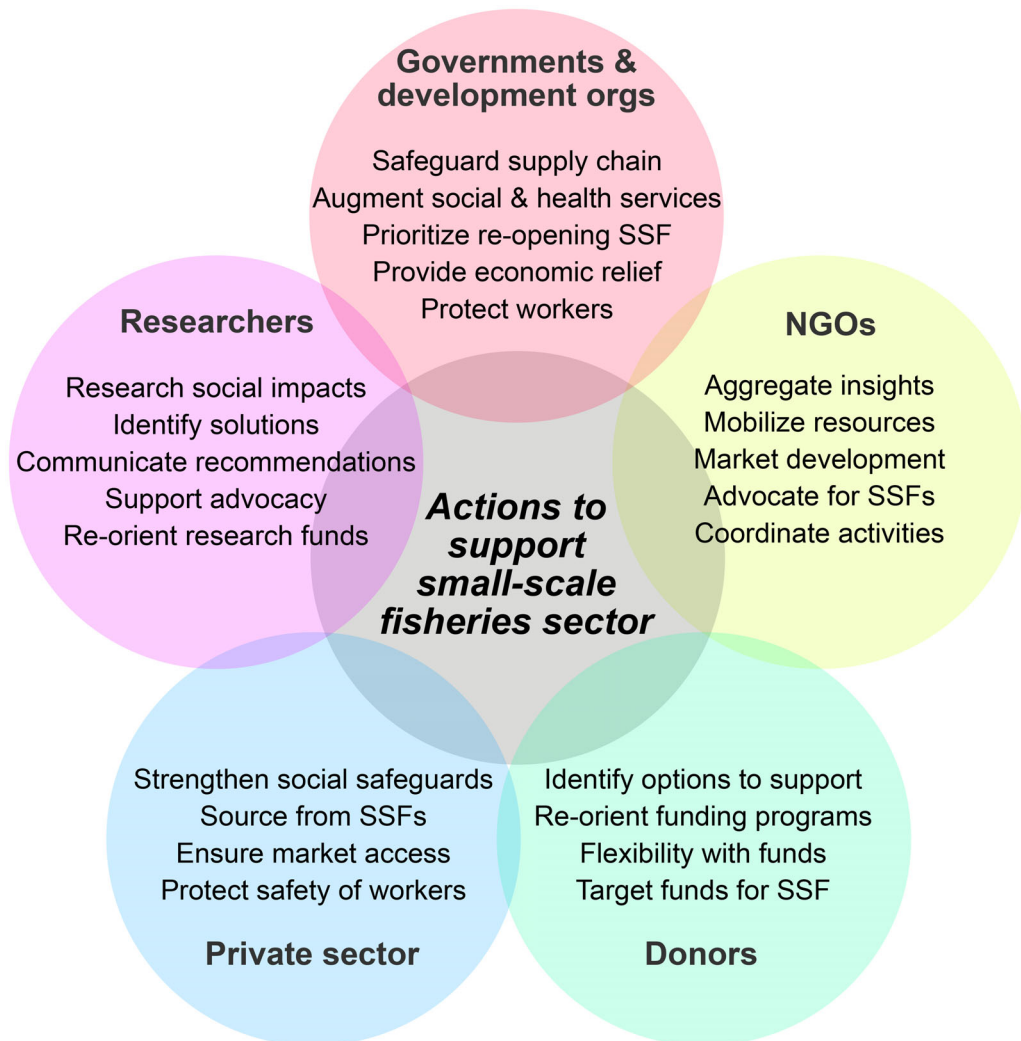 Governments &
development orgs
Safeguard supply chain
Augment social & health services
Prioritize re-opening SSF
Provide economic relief
Protect workers
Researchers
Research social impacts
Identify solutions
Communicate recommendations
Support advocacy
Re-orient research funds
NGOs
Aggregate insights
Mobilize resources
Market development
Advocate for SSFs
Coordinate activities
Actions to
support
small-scale
fisheries sector
Strengthen social safeguards
Source from SSFs
Ensure market access
Protect safety of workers
Private sector
Identify options to support
Re-orient funding programs
Flexibility with funds
Target funds for SSF
Donors